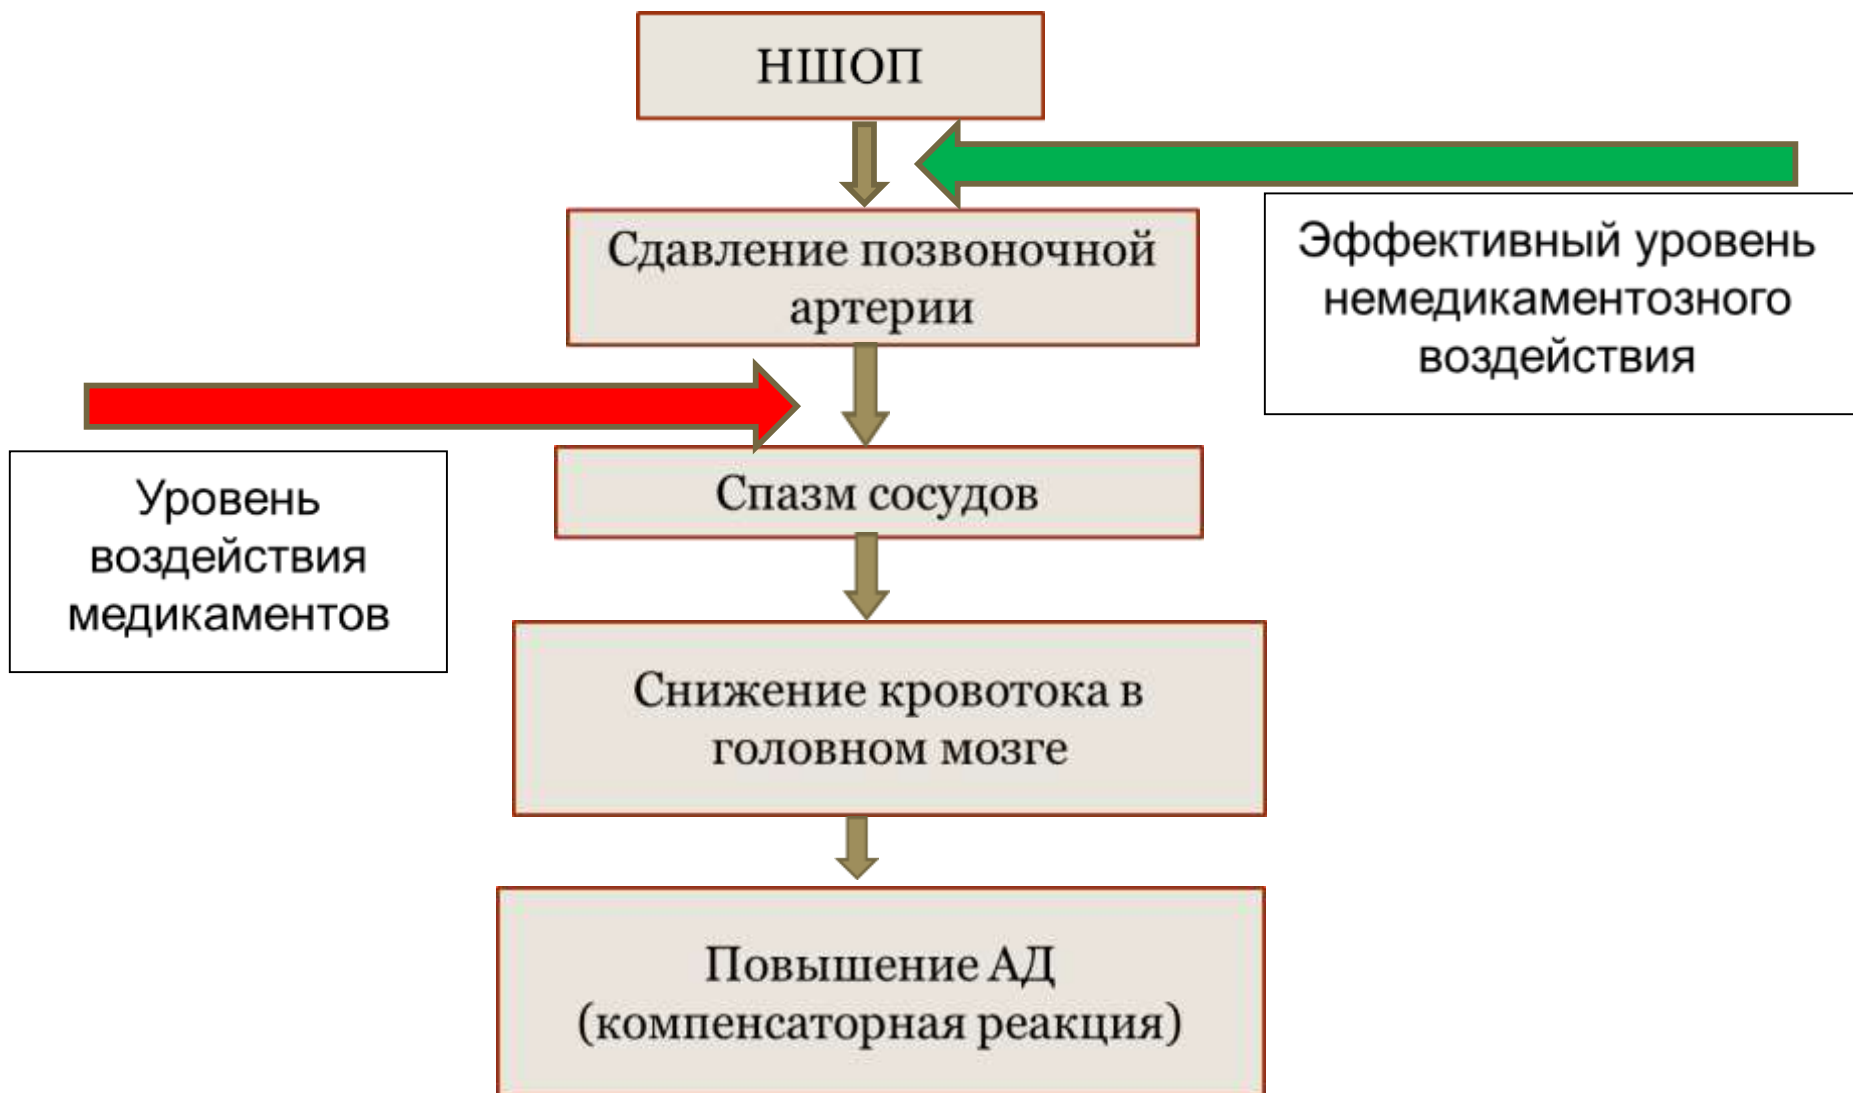 НШОП
Сдавление позвоночной
артерии
Эффективный уровень
немедикаментозного
воздействия
Уровень
воздействия
медикаментов
Спазм сосудов
Снижение кровотока в
головном мозге
Повышение АД
(компенсаторная реакция)